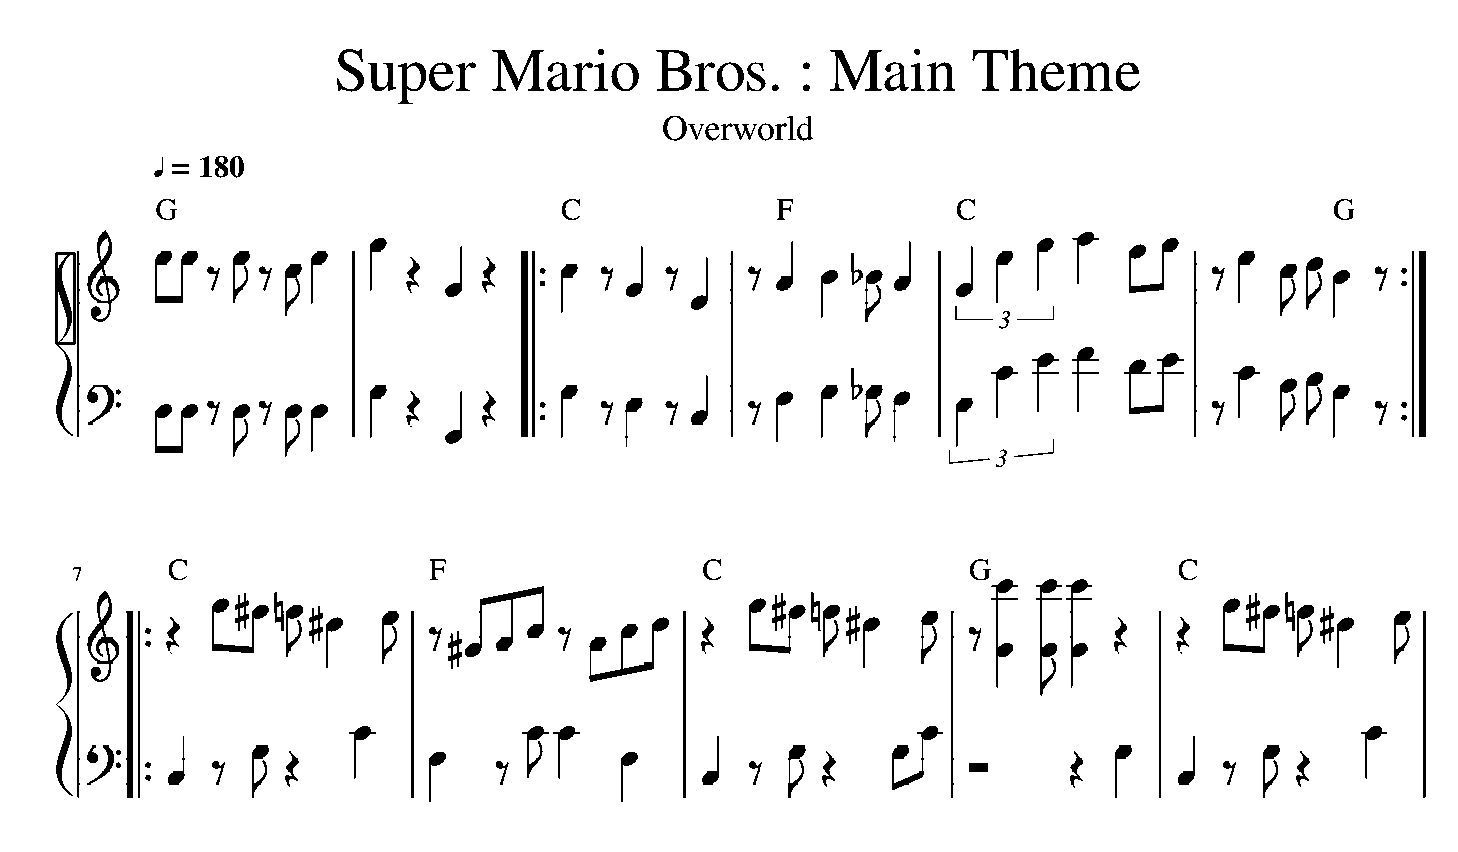 Super Mario Bros. : Main Theme
Overworld
♩ = 180
G C F C G
3
3
7 C F C G C